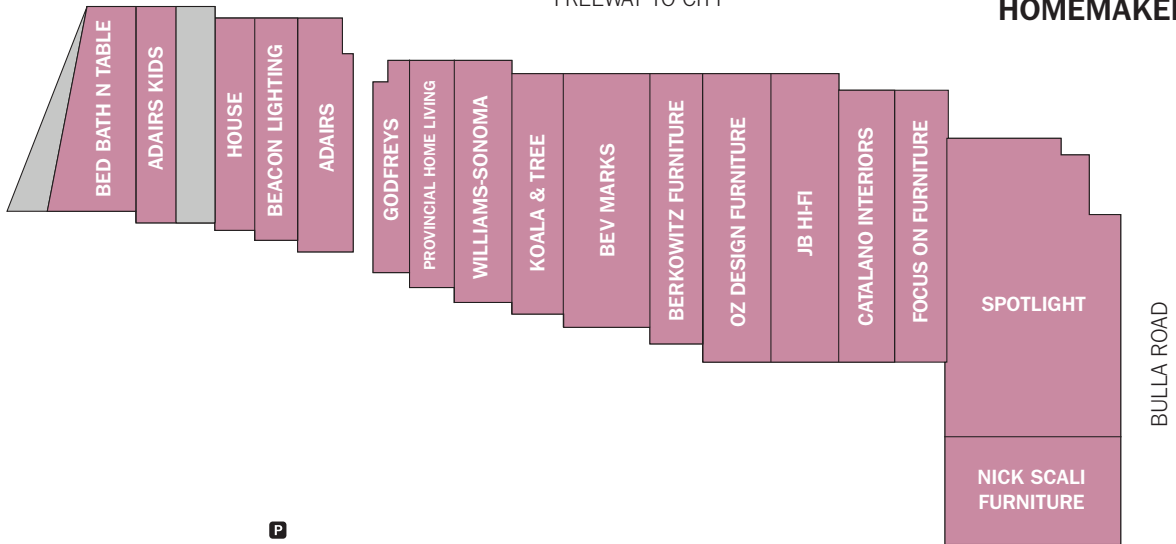 FREEWAY TO CITY
HOMEMAKER
BED BATH N TABLE
ADAIRS KIDS
HOUSE
BEACON LIGHTING
ADAIRS
GODFREYS
PROVINCIAL HOME LIVING
WILLIAMS-SONOMA
KOALA & TREE
BEV MARKS
BERKOWITZ FURNITURE
OZ DESIGN FURNITURE
JB HI-FI
CATALANO INTERIORS
FOCUS ON FURNITURE
SPOTLIGHT
BULLA ROAD
NICK SCALI
FURNITURE
P